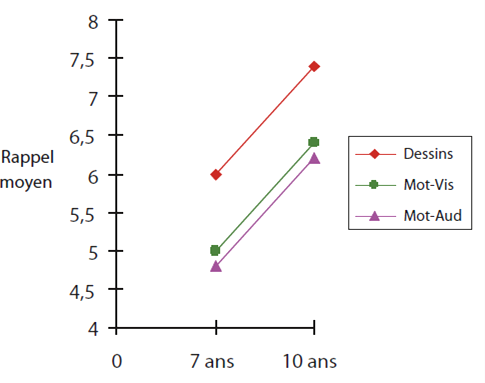 8
7,5
7
6,5
Rappel
moyen
6
5,5
5
4,5
4
0
7 ans
10 ans
Dessins
Mot-Vis
Mot-Aud